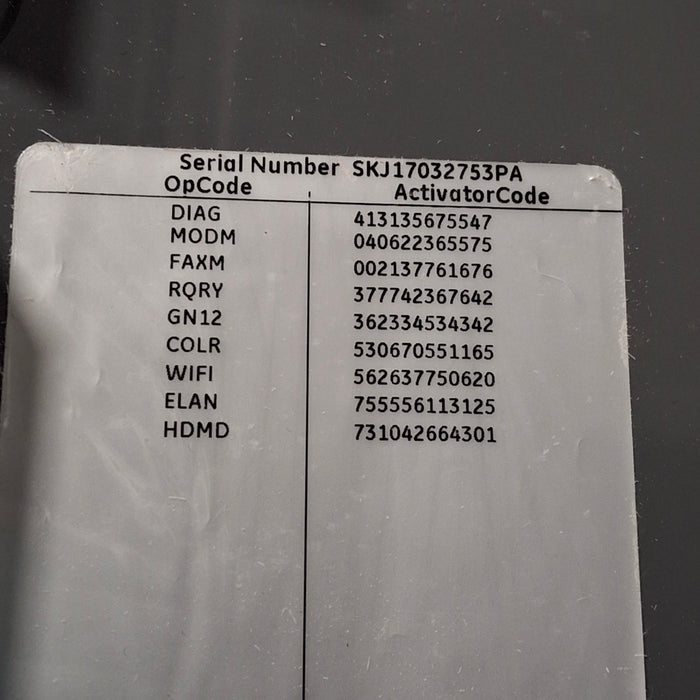 Serial Number SKJ17032753PA
OpCode ActivatorCode
DIAG 413135675547
MODM 040622365575
FAXM 002137761676
RQRY 377742367642
GN12 362334534342
COLR 530670551165
WIFI 562637750620
ELAN 755556113125
HDMD 731042664301